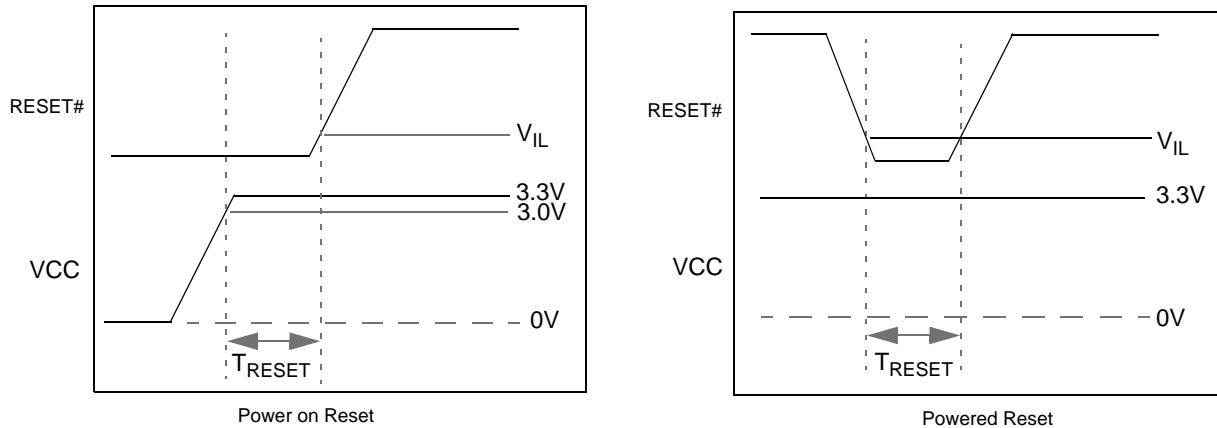 RESET#
V_IL
3.3V
3.0V
VCC
0V
T_RESET
Power on Reset
RESET#
V_IL
3.3V
VCC
0V
T_RESET
Powered Reset